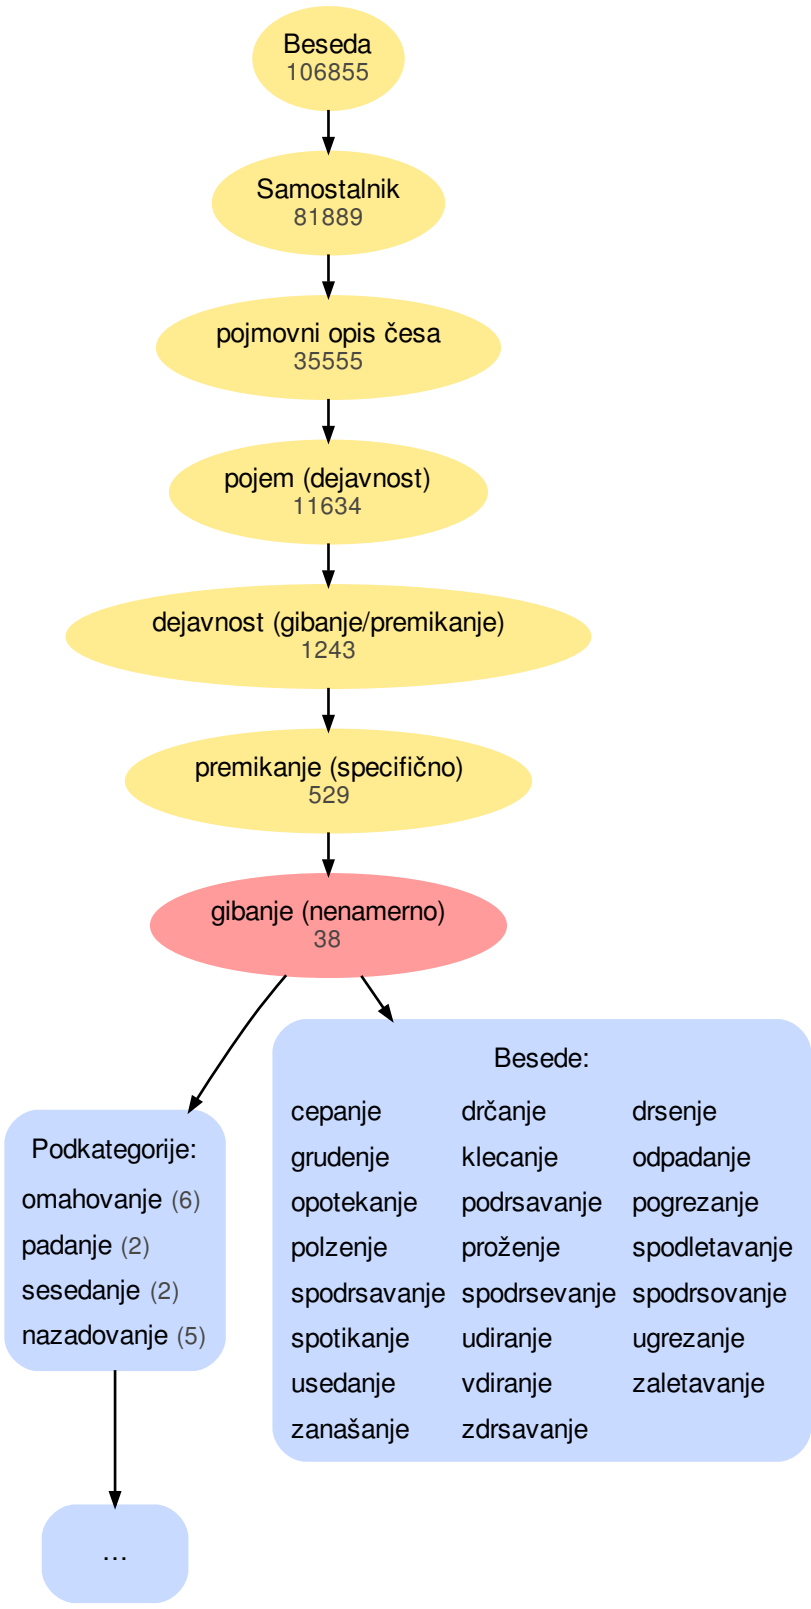 Beseda
106855
Samostalnik
81889
pojmovni opis česa
35555
pojem (dejavnost)
11634
dejavnost (gibanje/premikanje)
1243
premikanje (specifično)
529
gibanje (nenamerno)
38
Podkategorije:
omahovanje (6)
padanje (2)
sesedanje (2)
nazadovanje (5)
...
Besede:
cepanje drčanje drsenje
grudenje klecanje odpadanje
opotekanje podrsavanje pogrezanje
polzenje proženje spodletavanje
spodrsavanje spodrsevanje spodrsovanje
spotikanje udiranje ugrezanje
usedanje vdiranje zaletavanje
zanašanje zdrsavanje